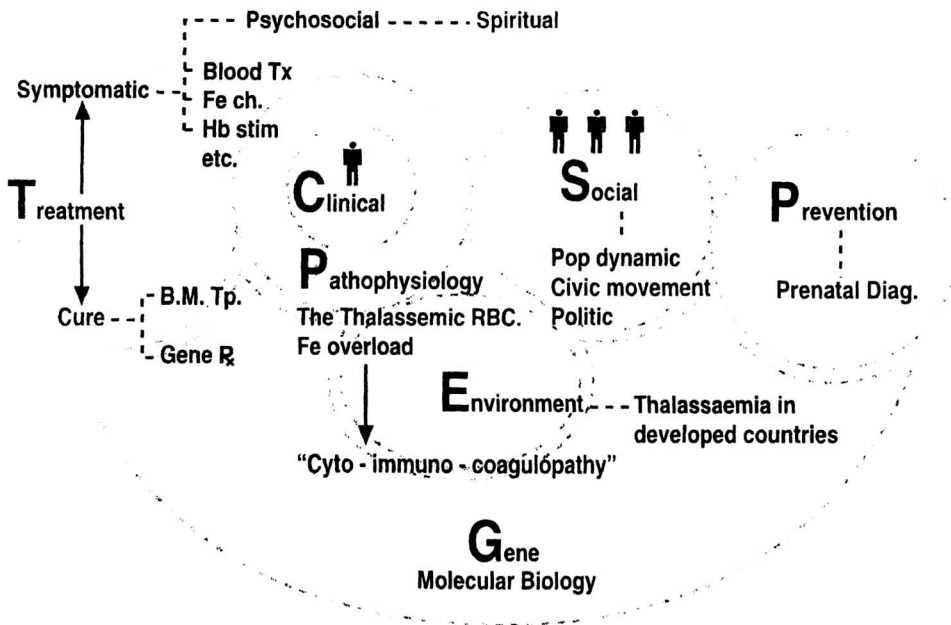 Psychosocial ---- Spiritual
Symptomatic
Blood Tx
Fe ch.
Hb stim
etc.
Treatment
Cure
B.M. Tp.
Gene ℞
Clinical
Pathophysiology
The Thalassemic RBC.
Fe overload
"Cyto - immuno - coagulopathy"
Social
Pop dynamic
Civic movement
Politic
Prevention
Prenatal Diag.
Environment --- Thalassaemia in
developed countries
Gene
Molecular Biology